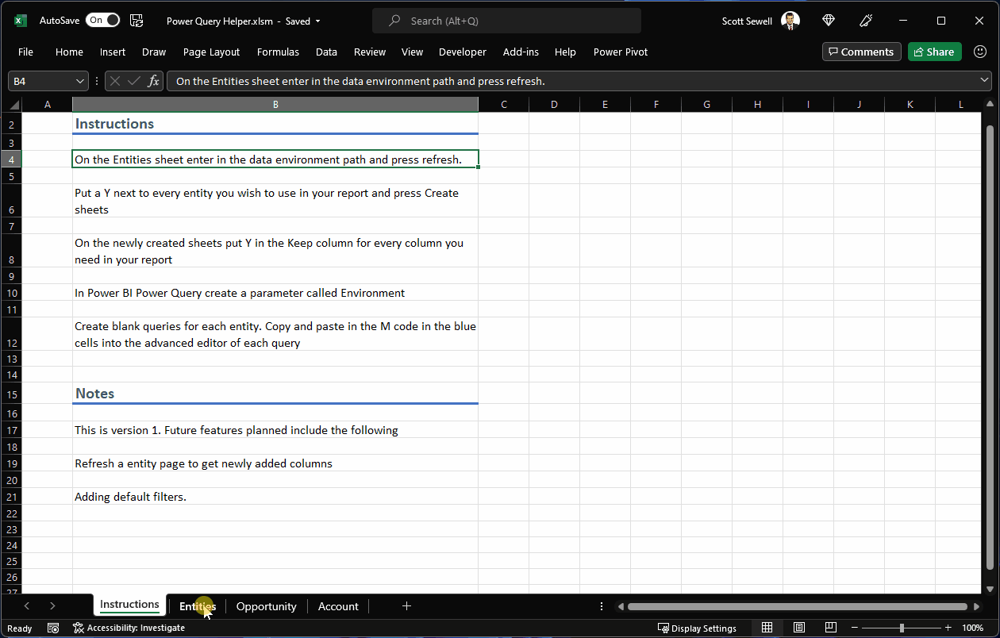 AutoSave On Power Query Helper.xlsm - Saved Search (Alt+Q) Scott Sewell
File Home Insert Draw Page Layout Formulas Data Review View Developer Add-ins Help Power Pivot Comments Share
B4 fx On the Entities sheet enter in the data environment path and press refresh.
A B C D E F G H I J K L
2 Instructions
3
4 On the Entities sheet enter in the data environment path and press refresh.
5
Put a Y next to every entity you wish to use in your report and press Create
6 sheets
7
On the newly created sheets put Y in the Keep column for every column you
8 need in your report
9
10 In Power BI Power Query create a parameter called Environment
11
Create blank queries for each entity. Copy and paste in the M code in the blue
12 cells into the advanced editor of each query
13
14
15 Notes
16
17 This is version 1. Future features planned include the following
18
19 Refresh a entity page to get newly added columns
20
21 Adding default filters.
22
23
24
25
26
27
Instructions Entities Opportunity Account
Ready Accessibility: Investigate Display Settings 100%